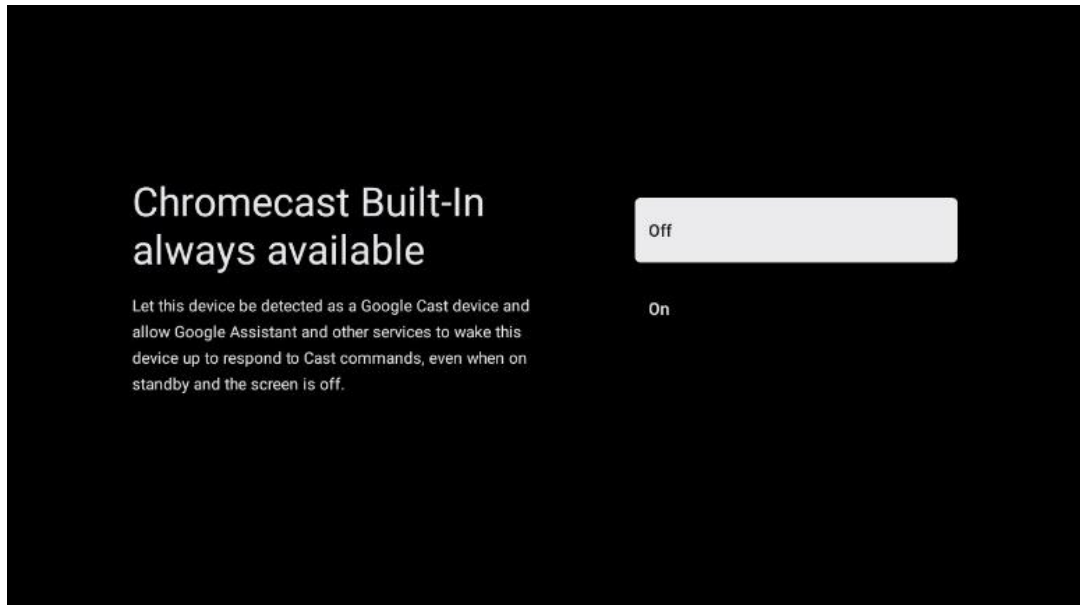 Chromecast Built-In
always available
Let this device be detected as a Google Cast device and
allow Google Assistant and other services to wake this
device up to respond to Cast commands, even when on
standby and the screen is off.
Off
On